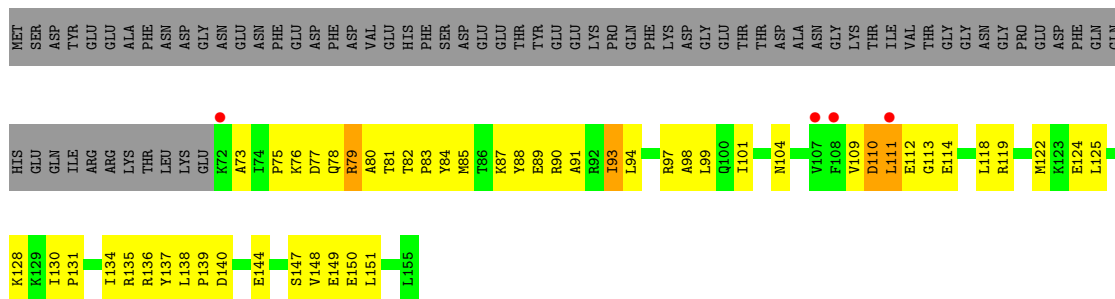 MET SER ASP TYR GLU GLU ALA PHE ASN ASP GLY ASN GLU ASN PHE GLU ASP PHE ASP VAL GLU HIS PHE SER ASP GLU GLU THR TYR GLU GLU LYS PRO GLN PHE LYS ASP GLY GLU THR THR ASP ALA ASN GLY LYS THR ILE VAL THR GLY GLY ASN GLY PRO GLU ASP PHE GLN GLN
HIS GLU GLN ILE ARG ARG LYS THR LEU LYS GLU K72 A73 I74 P75 K76 D77 Q78 R79 A80 T81 T82 P83 Y84 M85 T86 K87 Y88 E89 R90 A91 R92 I93 L94 R97 A98 L99 Q100 I101 N104 V107 F108 V109 D110 L111 E112 G113 E114 L118 R119 M122 K123 E124 L125
K128 K129 I130 P131 I134 R135 R136 Y137 L138 P139 D140 E144 S147 V148 E149 E150 L151 L155